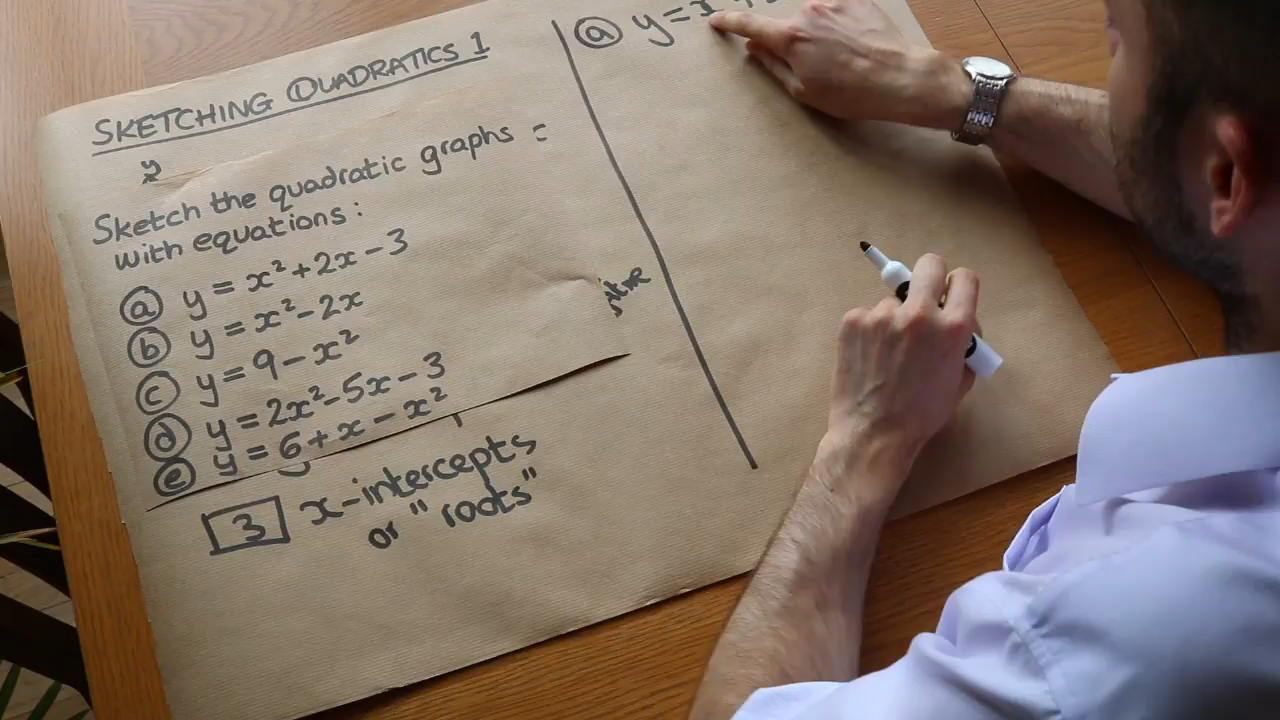 SKETCHING QUADRATICS 1
y
Sketch the quadratic graphs =
with equations:
(a) y = x² + 2x - 3
(b) y = x² - 2x
(c) y = 9 - x²
(d) y = 2x² - 5x - 3
(e) y = 6 + x - x²
3 x-intercepts
or "roots"
(a) y = x